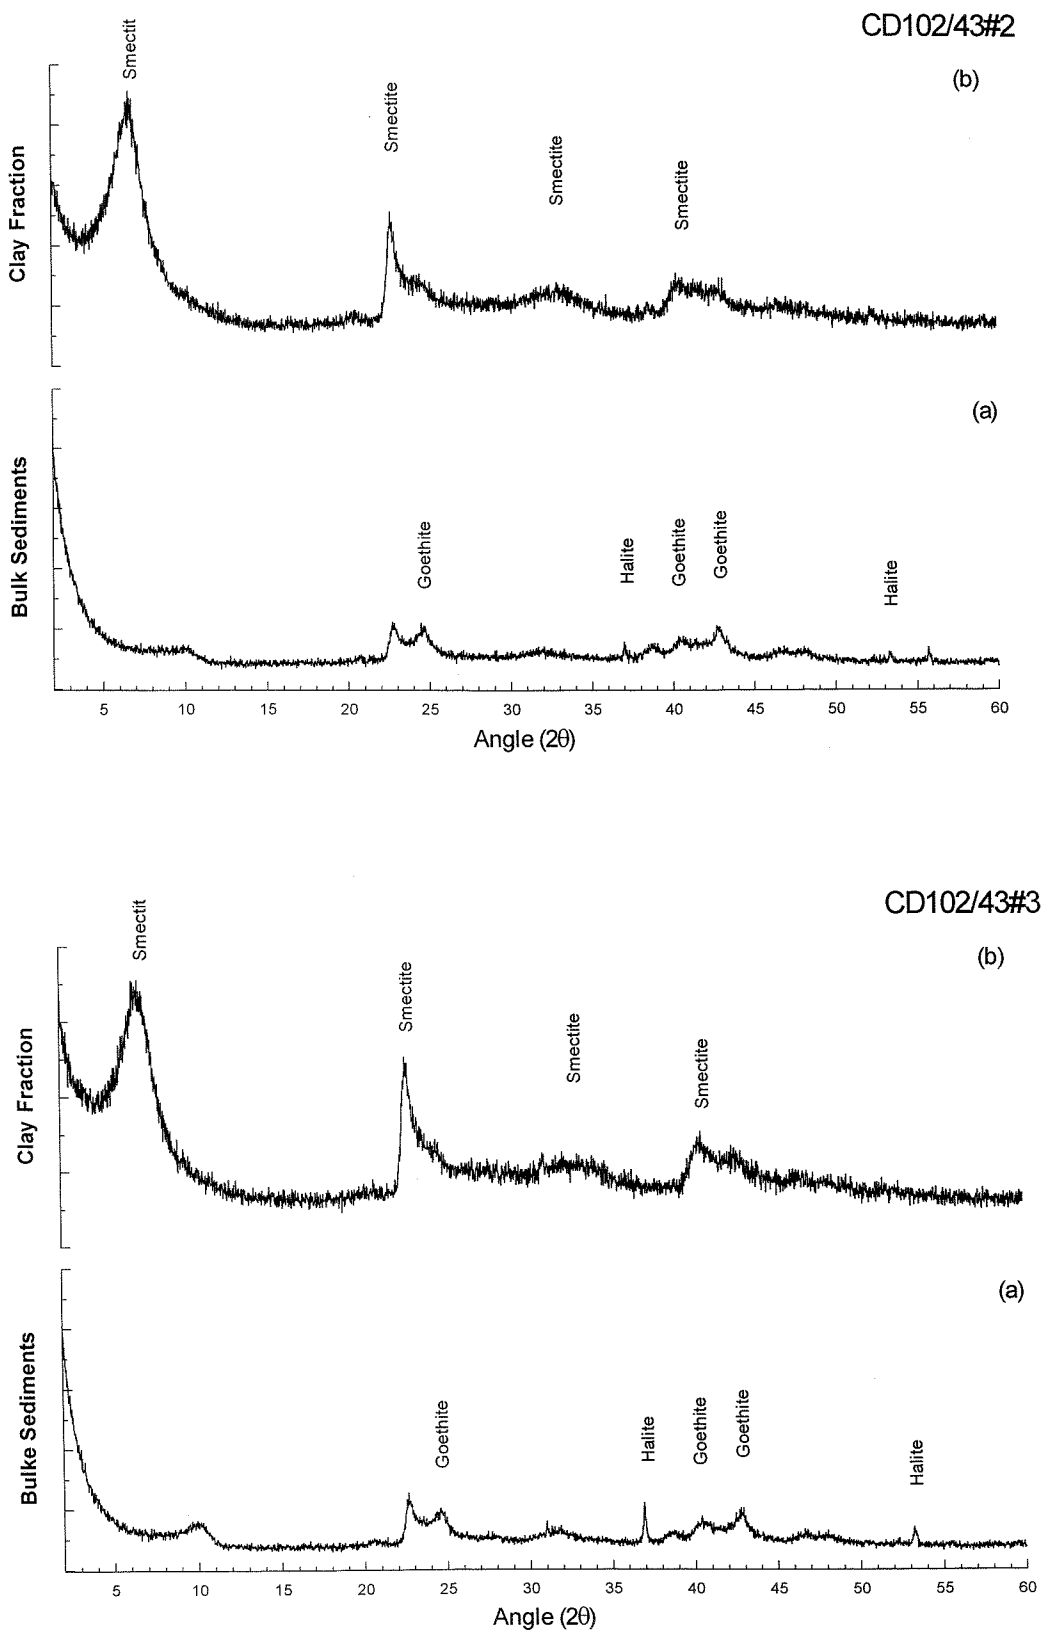 CD102/43#2
(b)
Smectit
Smectite
Smectite
Smectite
Clay Fraction
(a)
Goethite
Halite
Goethite
Goethite
Halite
Bulk Sediments
5 10 15 20 25 30 35 40 45 50 55 60
Angle (2θ)
CD102/43#3
(b)
Smectit
Smectite
Smectite
Smectite
Clay Fraction
(a)
Goethite
Halite
Goethite
Goethite
Halite
Bulke Sediments
5 10 15 20 25 30 35 40 45 50 55 60
Angle (2θ)